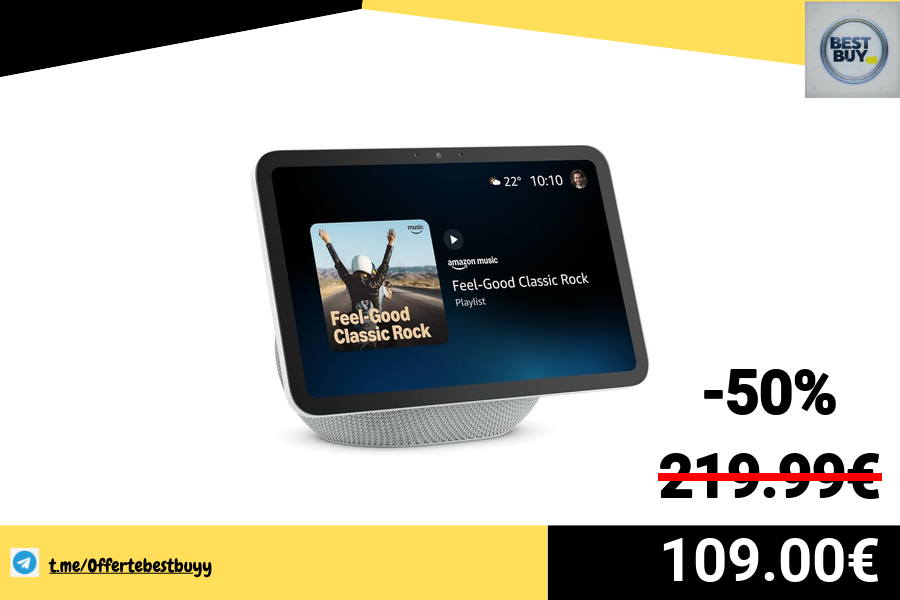 BEST
BUY
22° 10:10
music
amazon music
Feel-Good Classic Rock
Playlist
Feel-Good
Classic Rock
-50%
219.99€
t.me/Offertebestbuyy
109.00€